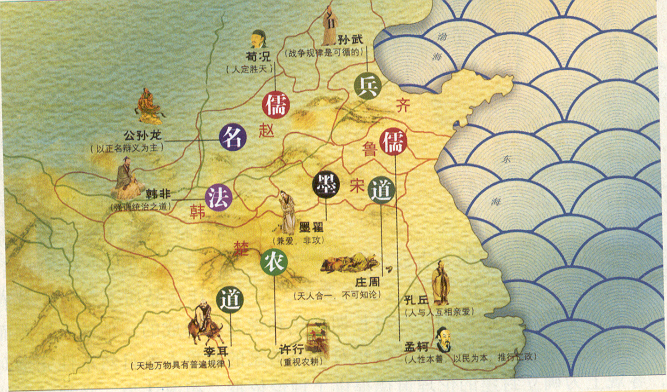 孙武
(战争规律是可循的)
荀况
(人定胜天)
渤
海
兵
齐
儒
赵
公孙龙
(以正名辩义为主)
名
鲁
儒
东
海
韩非
(强调统治之道)
法
韩
墨
宋
道
墨翟
(兼爱、非攻)
楚
农
庄周
(天人合一 不可知论)
道
孔丘
(人与人互相亲爱)
李耳
(天地万物具有普遍规律)
许行
(重视农耕)
孟轲
(人性本善、以民为本 推行仁政)